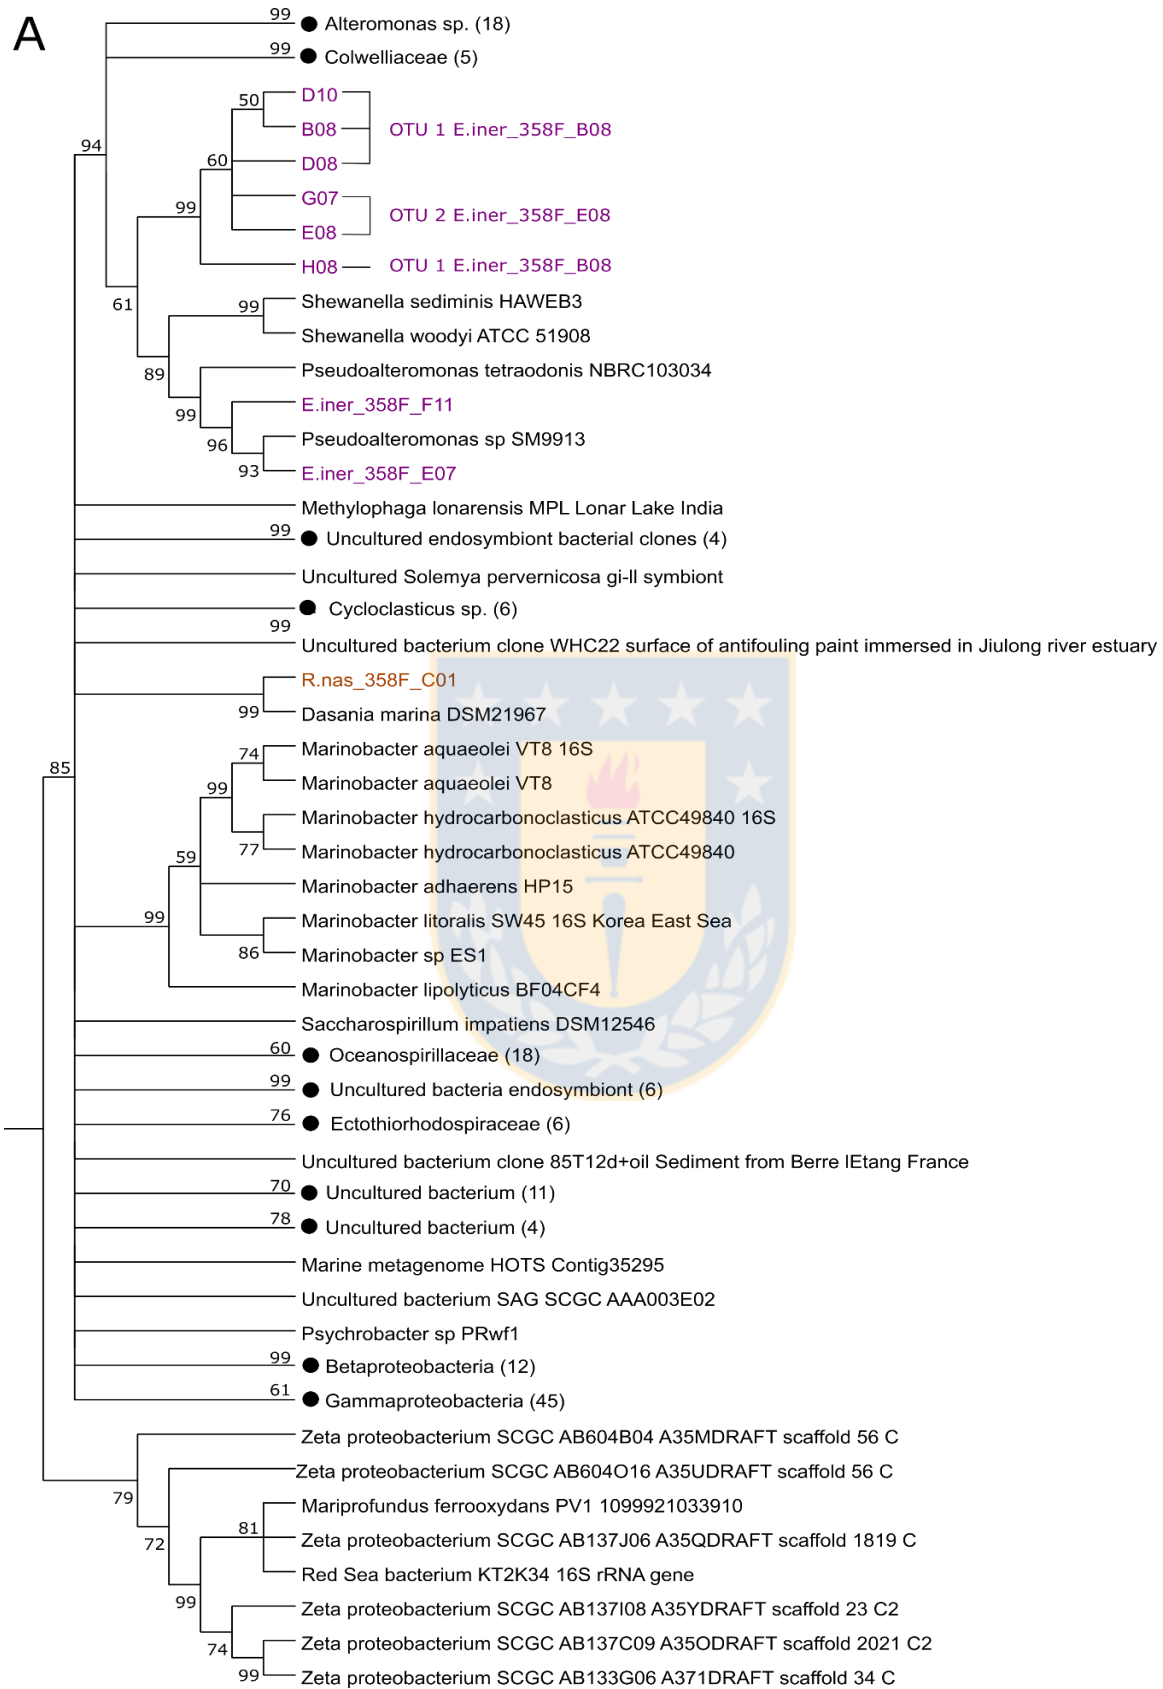 A
99
Alteromonas sp. (18)
99
Colwelliaceae (5)
50
D10
B08
OTU 1 E.iner_358F_B08
94
60
D08
99
G07
OTU 2 E.iner_358F_E08
E08
H08
OTU 1 E.iner_358F_B08
61
99
Shewanella sediminis HAWEB3
Shewanella woodyi ATCC 51908
89
Pseudoalteromonas tetraodonis NBRC103034
99
E.iner_358F_F11
96
Pseudoalteromonas sp SM9913
93
E.iner_358F_E07
Methylophaga lonarensis MPL Lonar Lake India
99
Uncultured endosymbiont bacterial clones (4)
Uncultured Solemya pervernicosa gi-II symbiont
Cycloclasticus sp. (6)
99
Uncultured bacterium clone WHC22 surface of antifouling paint immersed in Jiulong river estuary
R.nas_358F_C01
99
Dasania marina DSM21967
85
74
Marinobacter aquaeolei VT8 16S
99
Marinobacter aquaeolei VT8
Marinobacter hydrocarbonoclasticus ATCC49840 16S
77
Marinobacter hydrocarbonoclasticus ATCC49840
59
Marinobacter adhaerens HP15
99
Marinobacter litoralis SW45 16S Korea East Sea
86
Marinobacter sp ES1
Marinobacter lipolyticus BF04CF4
Saccharospirillum impatiens DSM12546
60
Oceanospirillaceae (18)
99
Uncultured bacteria endosymbiont (6)
76
Ectothiorhodospiraceae (6)
Uncultured bacterium clone 85T12d+oil Sediment from Berre lEtang France
70
Uncultured bacterium (11)
78
Uncultured bacterium (4)
Marine metagenome HOTS Contig35295
Uncultured bacterium SAG SCGC AAA003E02
Psychrobacter sp PRwf1
99
Betaproteobacteria (12)
61
Gammaproteobacteria (45)
Zeta proteobacterium SCGC AB604B04 A35MDRAFT scaffold 56 C
79
Zeta proteobacterium SCGC AB604O16 A35UDRAFT scaffold 56 C
72
Mariprofundus ferrooxydans PV1 1099921033910
81
Zeta proteobacterium SCGC AB137J06 A35QDRAFT scaffold 1819 C
Red Sea bacterium KT2K34 16S rRNA gene
99
Zeta proteobacterium SCGC AB137I08 A35YDRAFT scaffold 23 C2
74
Zeta proteobacterium SCGC AB137C09 A35ODRAFT scaffold 2021 C2
99
Zeta proteobacterium SCGC AB133G06 A371DRAFT scaffold 34 C